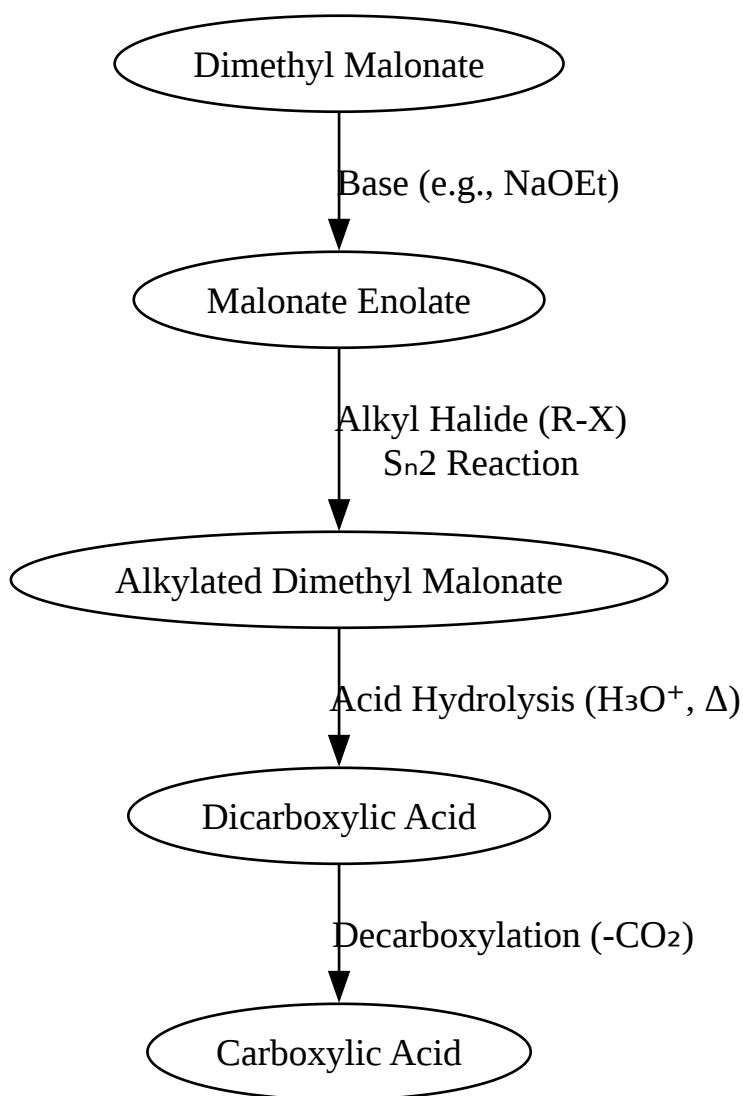 Dimethyl Malonate
Base (e.g., NaOEt)
Malonate Enolate
Alkyl Halide (R-X)
Sₙ2 Reaction
Alkylated Dimethyl Malonate
Acid Hydrolysis (H₃O⁺, Δ)
Dicarboxylic Acid
Decarboxylation (-CO₂)
Carboxylic Acid